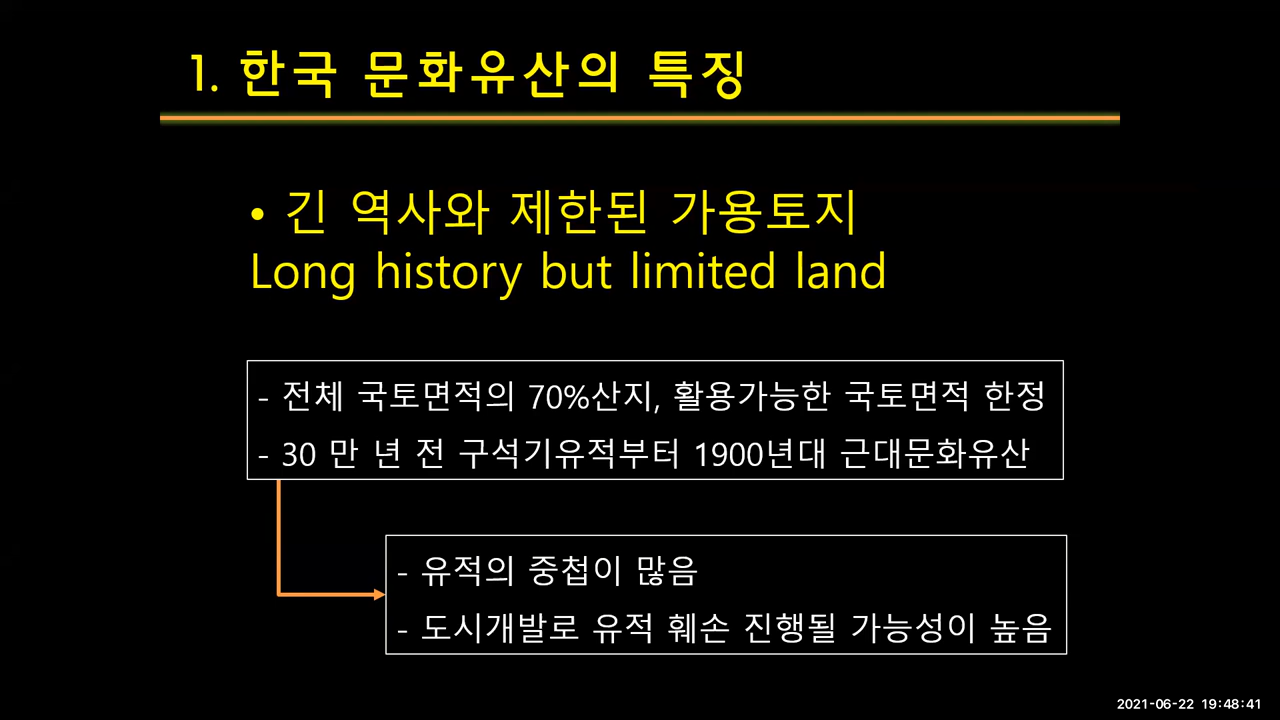 1. 한국 문화유산의 특징
• 긴 역사와 제한된 가용토지
Long history but limited land
- 전체 국토면적의 70%산지, 활용가능한 국토면적 한정
- 30 만 년 전 구석기유적부터 1900년대 근대문화유산
- 유적의 중첩이 많음
- 도시개발로 유적 훼손 진행될 가능성이 높음
2021-06-22 19:48:41